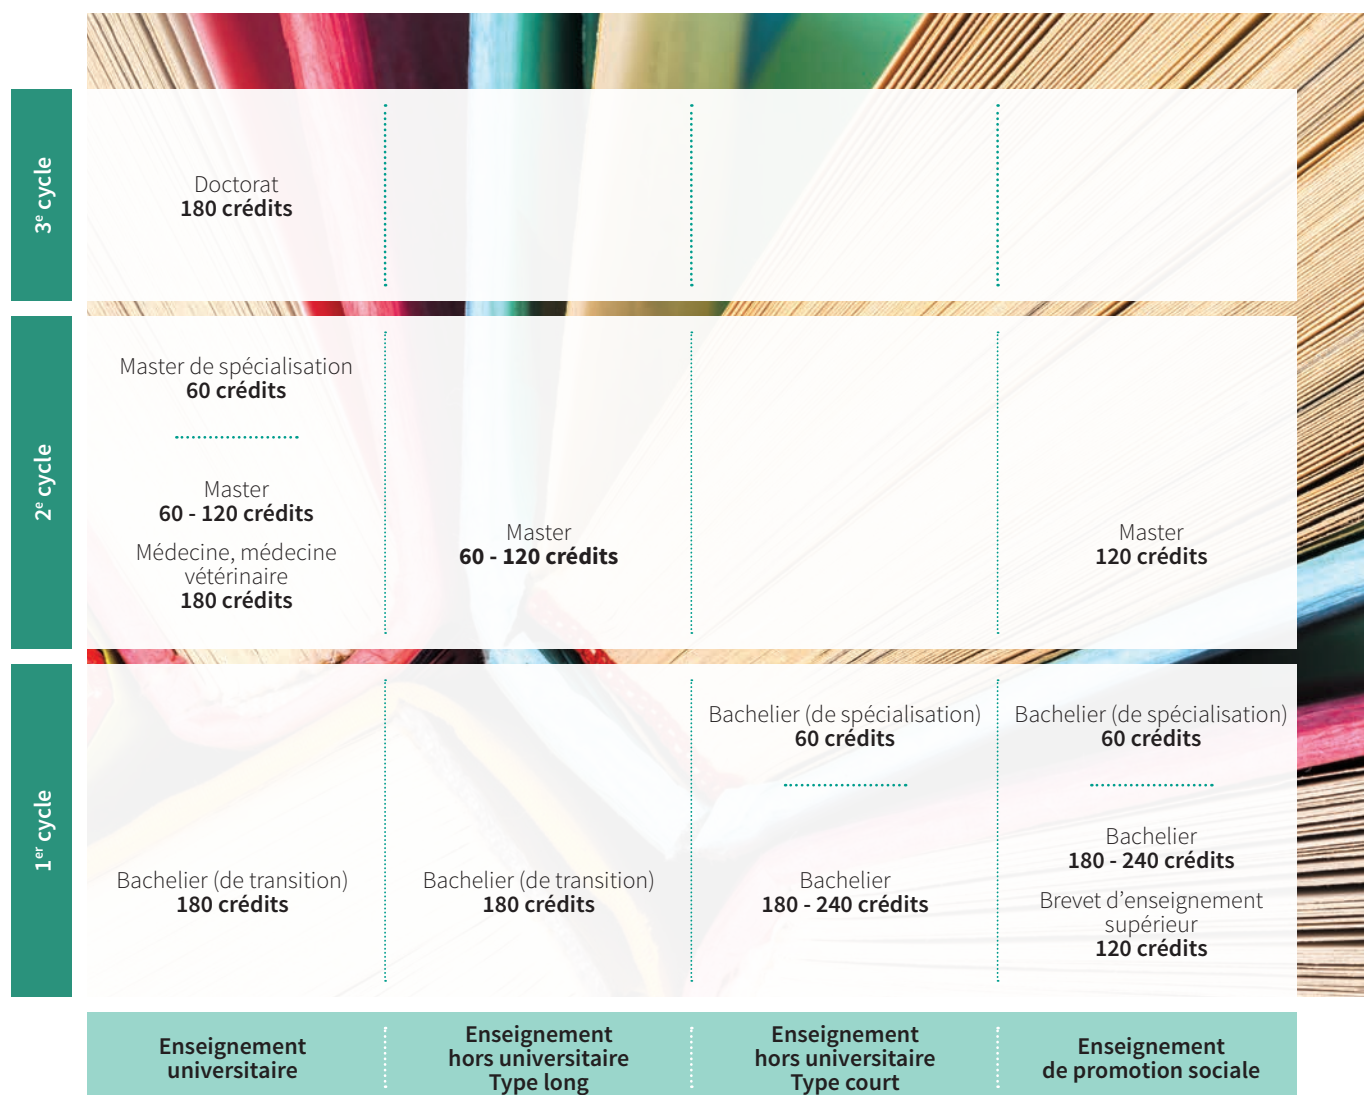 3e cycle
Doctorat
180 crédits
2e cycle
Master de spécialisation
60 crédits
Master
60 - 120 crédits
Médecine, médecine
vétérinaire
180 crédits
Master
60 - 120 crédits
Master
120 crédits
1er cycle
Bachelier (de transition)
180 crédits
Bachelier (de transition)
180 crédits
Bachelier (de spécialisation)
60 crédits
Bachelier
180 - 240 crédits
Bachelier (de spécialisation)
60 crédits
Bachelier
180 - 240 crédits
Brevet d’enseignement
supérieur
120 crédits
Enseignement
universitaire
Enseignement
hors universitaire
Type long
Enseignement
hors universitaire
Type court
Enseignement
de promotion sociale